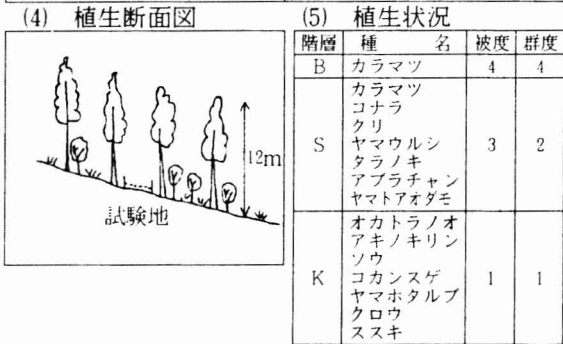 (4) 植生断面図
12m
試験地
(5) 植生状況
階層 種 名 被度 群度
B カラマツ 4 4
S 3 2
カラマツ
コナラ
クリ
ヤマウルシ
タラノキ
アブラチャン
ヤマトアオダモ
K 1 1
オカトラノオ
アキノキリン
ソウ
コカンスゲ
ヤマホタルブ
クロウ
ススキ